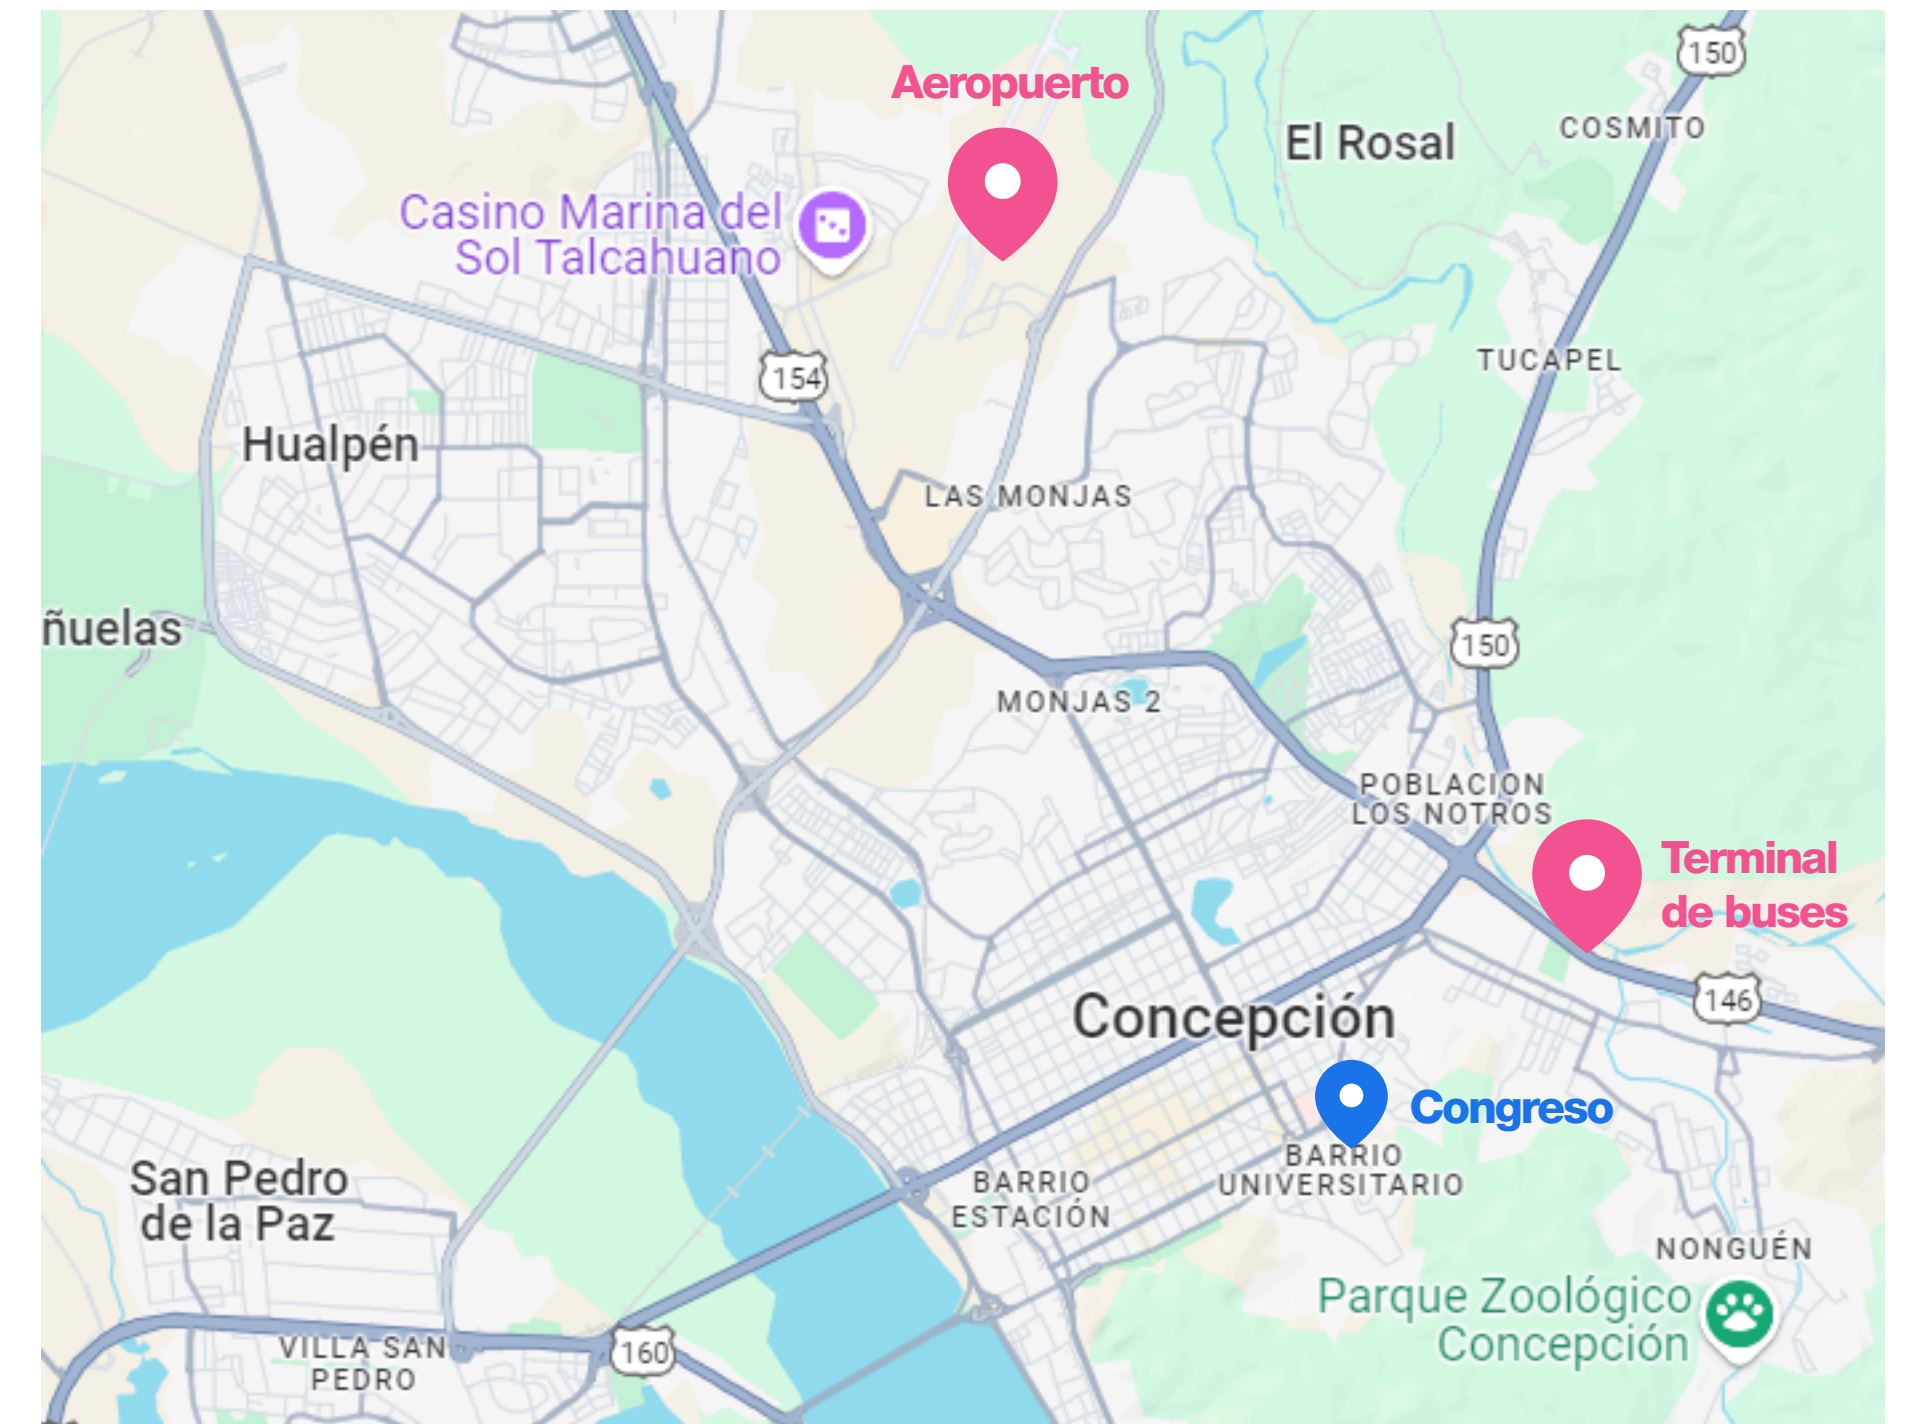 150
Aeropuerto
COSMITO
El Rosal
Casino Marina del
Sol Talcahuano
TUCAPEL
154
Hualpén
LAS MONJAS
ñuelas
150
MONJAS 2
POBLACION
LOS NOTROS
Terminal
de buses
146
Concepción
Congreso
BARRIO
UNIVERSITARIO
San Pedro
de la Paz
BARRIO
ESTACIÓN
NONGUÉN
Parque Zoológico
Concepción
VILLA SAN
PEDRO
160